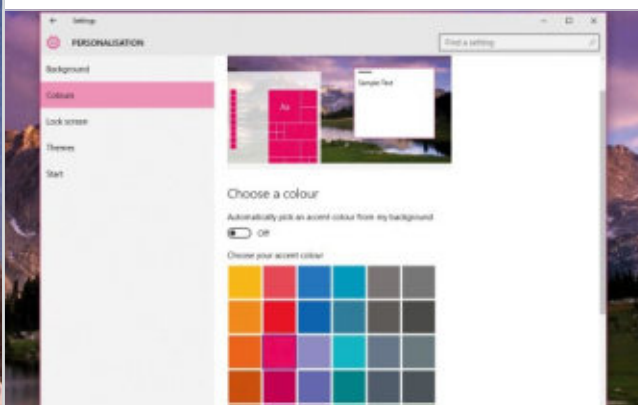 Settings
PERSONALISATION
Find a setting
Background
Colours
Lock screen
Themes
Start
Sample Text
Aa
Choose a colour
Automatically pick an accent colour from my background
Off
Choose your accent colour